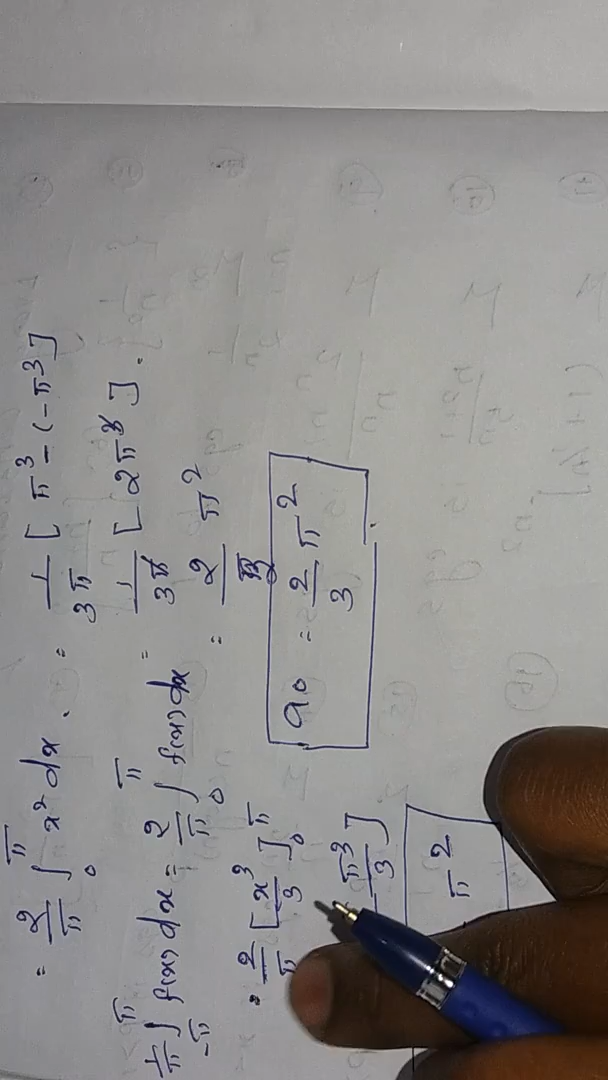 = 2/π ∫₀^π x² dx. = 1/3π [π³ - (-π³]
1/π ∫_-π^π f(x) dx = 2/π ∫₀^π f(x) dx = 1/3π [2π³].
= 2/π [x³/3]₀^π = 2/3 π²
π³/3]
a₀ = 2/3 π²
π²